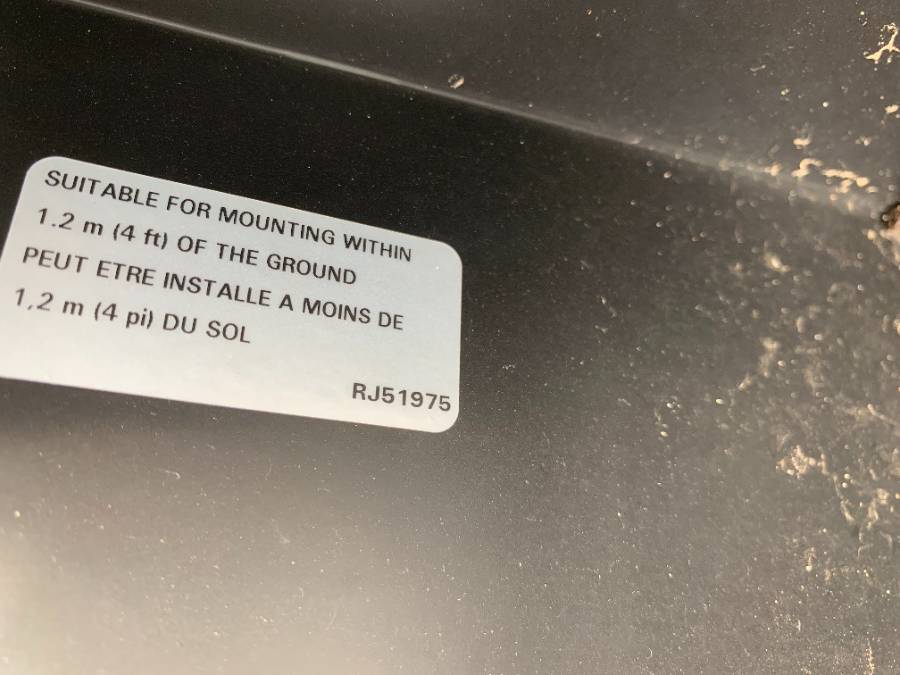 SUITABLE FOR MOUNTING WITHIN
1.2 m (4 ft) OF THE GROUND
PEUT ETRE INSTALLE A MOINS DE
1,2 m (4 pi) DU SOL
RJ51975